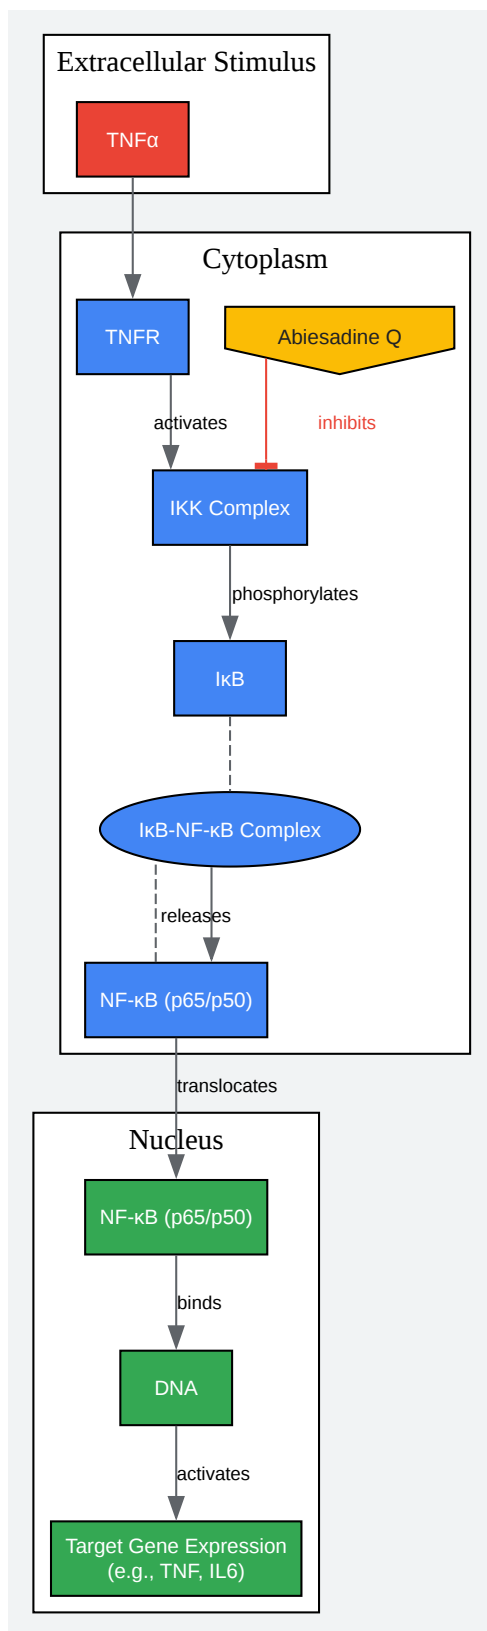 Extracellular Stimulus
TNFα
Cytoplasm
TNFR
Abiesadine Q
activates
inhibits
IKK Complex
phosphorylates
IκB
IκB-NF-κB Complex
releases
NF-κB (p65/p50)
translocates
Nucleus
NF-κB (p65/p50)
binds
DNA
activates
Target Gene Expression
(e.g., TNF, IL6)